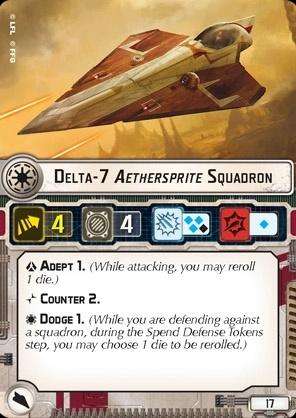 © LFL © FFG
DELTA-7 AETHERSPRITE SQUADRON
4 4
ADEPT 1. (While attacking, you may reroll
1 die.)
COUNTER 2.
DODGE 1. (While you are defending against
a squadron, during the Spend Defense Tokens
step, you may choose 1 die to be rerolled.)
17